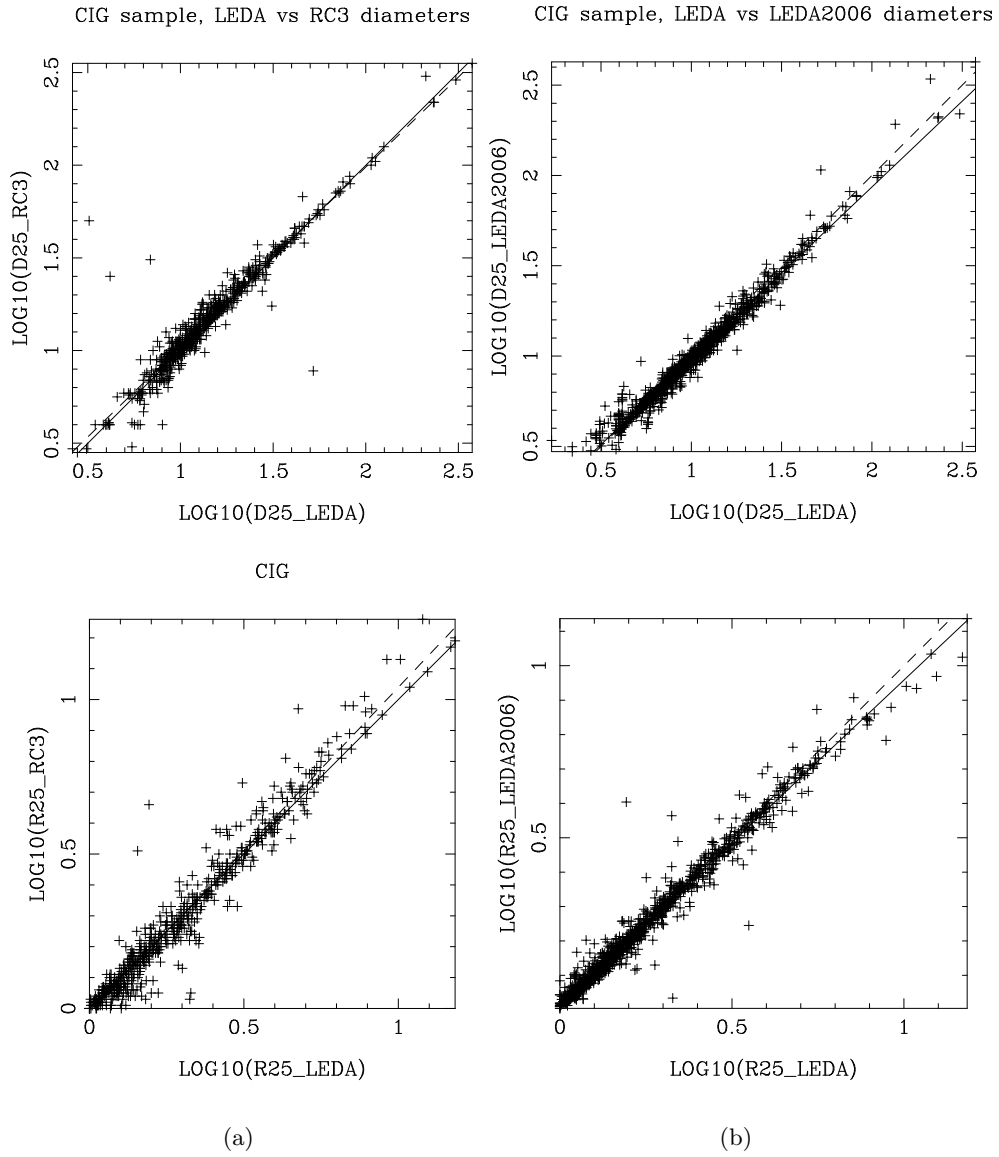 CIG sample, LEDA vs RC3 diameters
CIG sample, LEDA vs LEDA2006 diameters
LOG10(D25_RC3)
2.5
2
1.5
1
0.5
0.5 1 1.5 2 2.5
LOG10(D25_LEDA)
LOG10(D25_LEDA2006)
2.5
2
1.5
1
0.5
0.5 1 1.5 2 2.5
LOG10(D25_LEDA)
CIG
LOG10(R25_RC3)
1
0.5
0
0 0.5 1
LOG10(R25_LEDA)
LOG10(R25_LEDA2006)
1
0.5
0 0.5 1
LOG10(R25_LEDA)
(a)
(b)